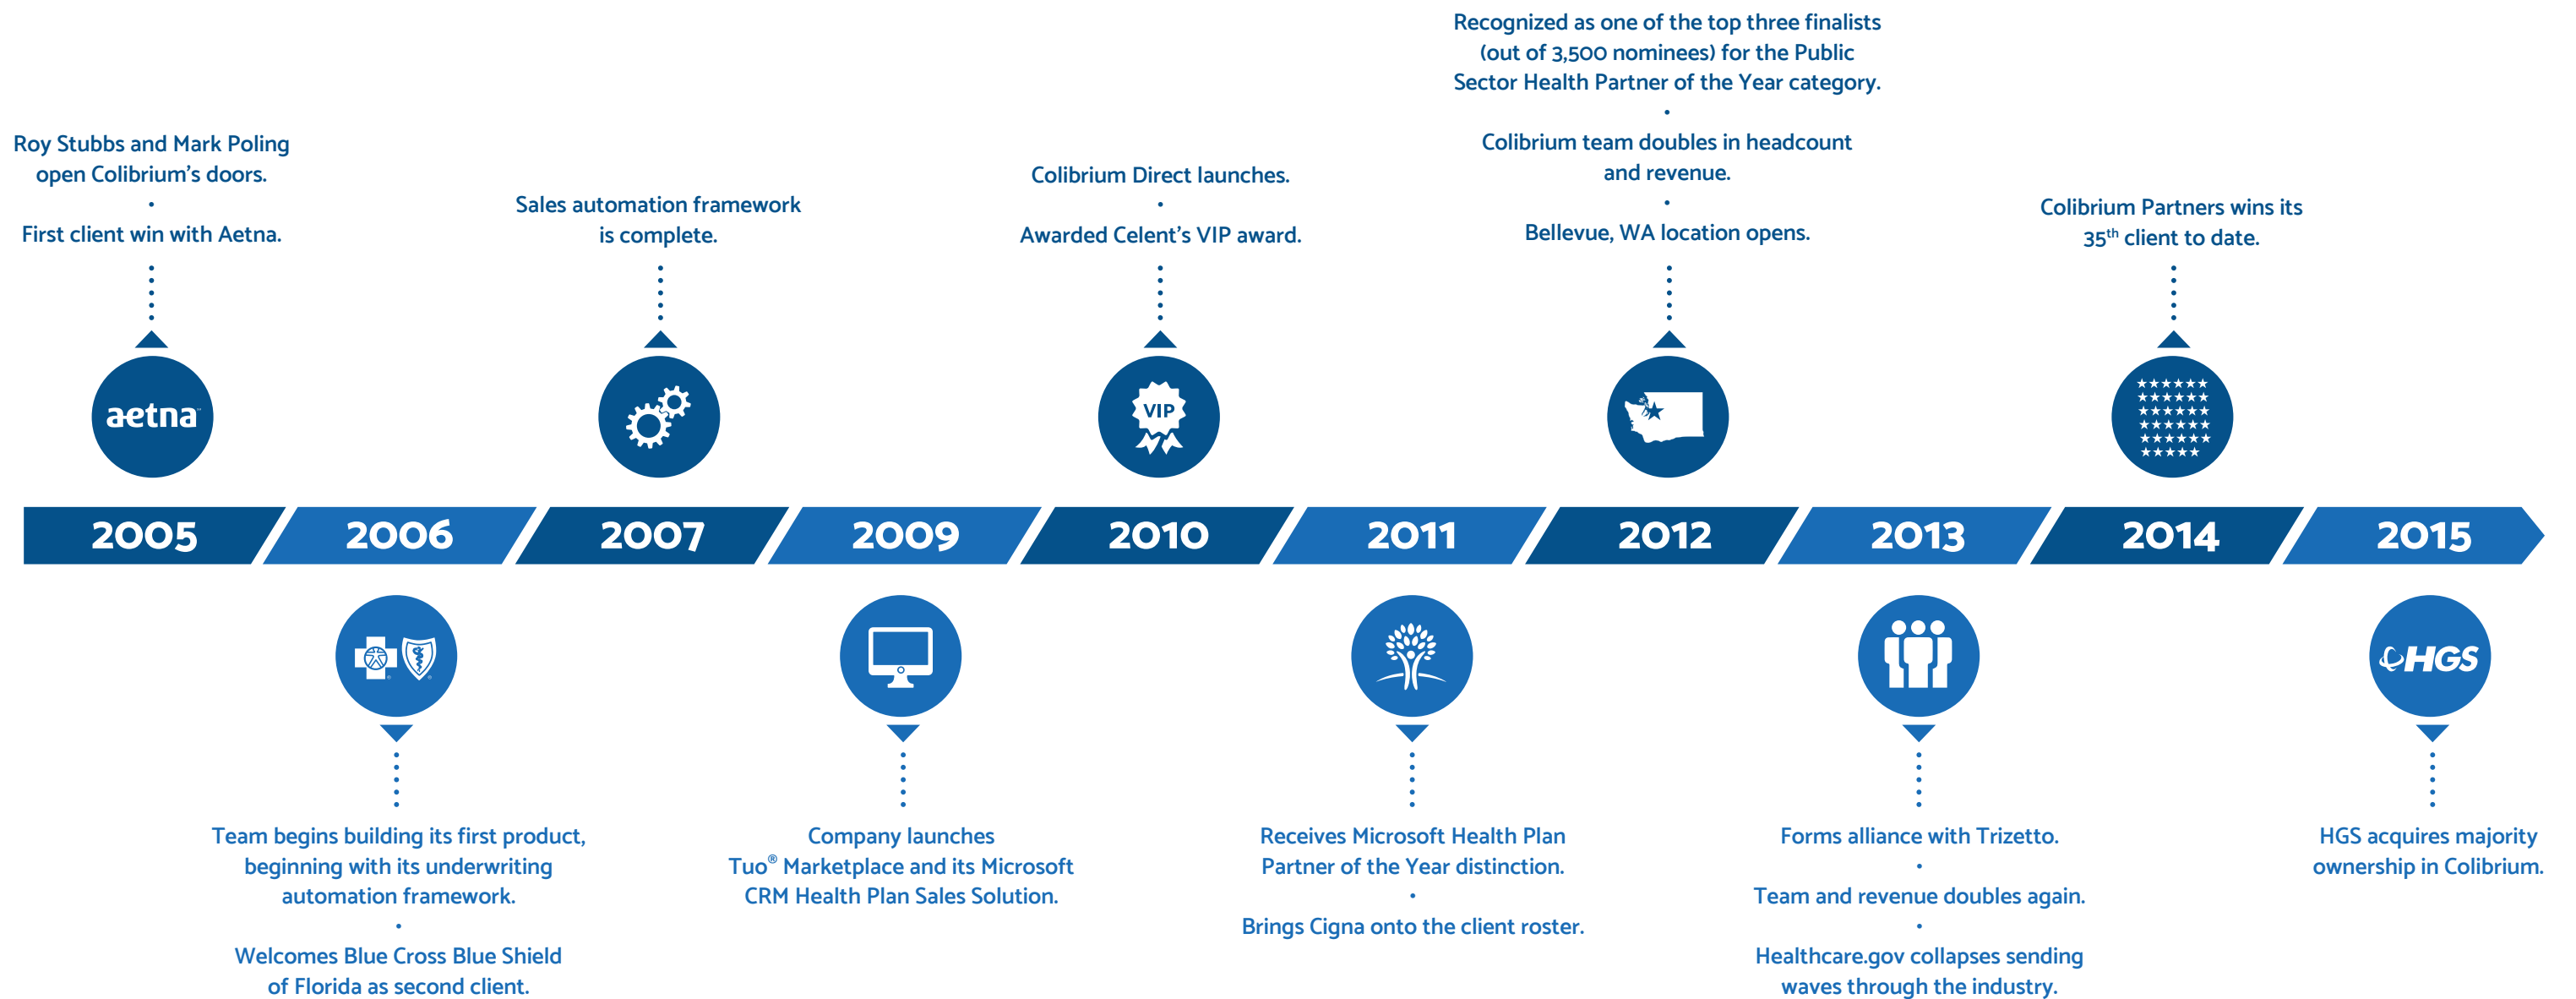 Recognized as one of the top three finalists
(out of 3,500 nominees) for the Public
Sector Health Partner of the Year category.
•
Colibrium team doubles in headcount
and revenue.
•
Bellevue, WA location opens.
Roy Stubbs and Mark Poling
open Colibrium's doors.
•
First client win with Aetna.
Sales automation framework
is complete.
Colibrium Direct launches.
•
Awarded Celent's VIP award.
Colibrium Partners wins its
35th client to date.
aetna
VIP
2005
2006
2007
2009
2010
2011
2012
2013
2014
2015
HGS
Team begins building its first product,
beginning with its underwriting
automation framework.
•
Welcomes Blue Cross Blue Shield
of Florida as second client.
Company launches
Tuo® Marketplace and its Microsoft
CRM Health Plan Sales Solution.
Receives Microsoft Health Plan
Partner of the Year distinction.
•
Brings Cigna onto the client roster.
Forms alliance with Trizetto.
•
Team and revenue doubles again.
•
Healthcare.gov collapses sending
waves through the industry.
HGS acquires majority
ownership in Colibrium.